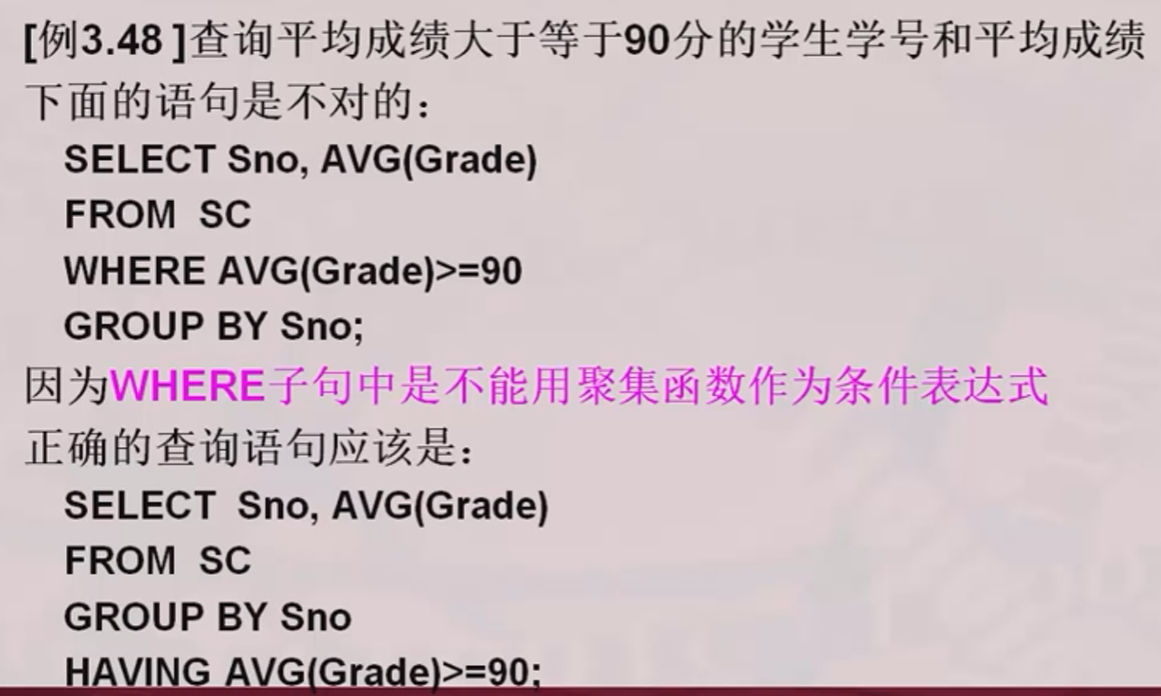 [例3.48 ]查询平均成绩大于等于90分的学生学号和平均成绩
下面的语句是不对的：
SELECT Sno, AVG(Grade)
FROM  SC
WHERE AVG(Grade)>=90
GROUP BY Sno;
因为WHERE子句中是不能用聚集函数作为条件表达式
正确的查询语句应该是：
SELECT  Sno, AVG(Grade)
FROM  SC
GROUP BY Sno
HAVING AVG(Grade)>=90;